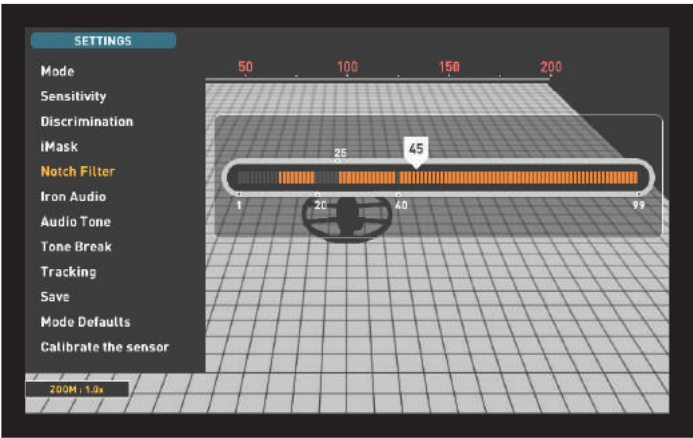 SETTINGS
Mode
Sensitivity
Discrimination
iMask
Notch Filter
Iron Audio
Audio Tone
Tone Break
Tracking
Save
Mode Defaults
Calibrate the sensor
ZOOM : 1.0x
50 100 150 200
25 45
1 20 40 99